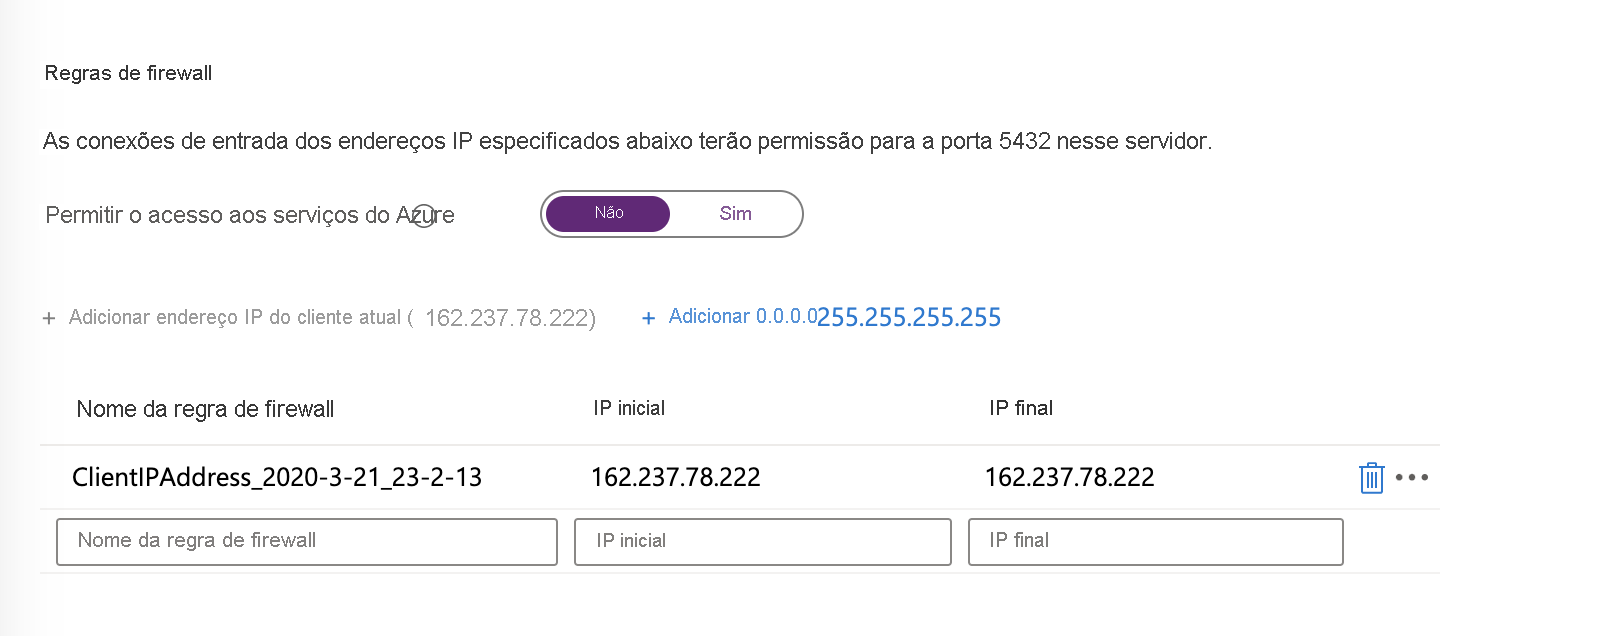 Regras de firewall
As conexões de entrada dos endereços IP especificados abaixo terão permissão para a porta 5432 nesse servidor.
Permitir o acesso aos serviços do Azure Não Sim
+ Adicionar endereço IP do cliente atual ( 162.237.78.222) + Adicionar 0.0.0.0255.255.255.255
Nome da regra de firewall IP inicial IP final
ClientIPAddress_2020-3-21_23-2-13 162.237.78.222 162.237.78.222
Nome da regra de firewall IP inicial IP final